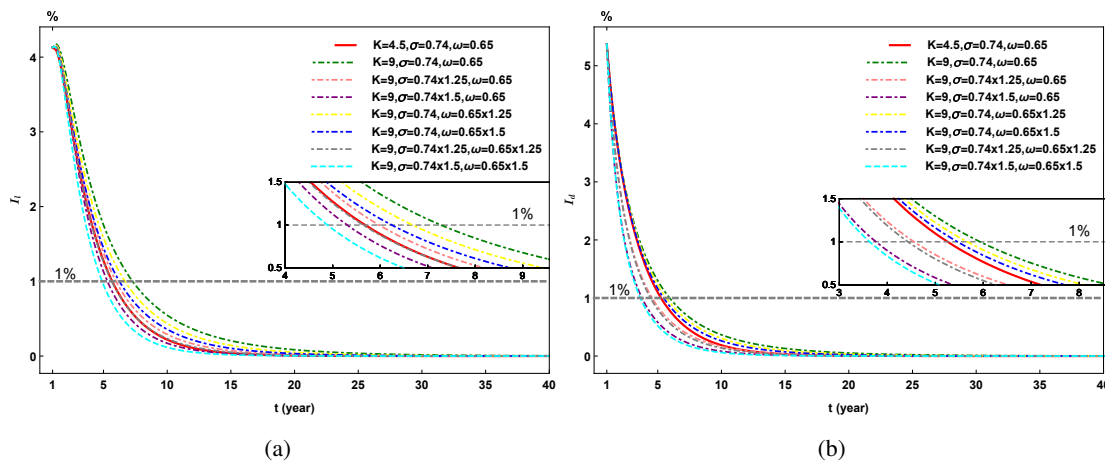 %
I_l
4
3
2
1
0
K=4.5,σ=0.74,ω=0.65
K=9,σ=0.74,ω=0.65
K=9,σ=0.74x1.25,ω=0.65
K=9,σ=0.74x1.5,ω=0.65
K=9,σ=0.74,ω=0.65x1.25
K=9,σ=0.74,ω=0.65x1.5
K=9,σ=0.74x1.25,ω=0.65x1.25
K=9,σ=0.74x1.5,ω=0.65x1.5
1.5
1
0.5
1%
4 5 6 7 8 9
1%
1 5 10 15 20 25 30 35 40
t (year)
(a)
%
I_d
5
4
3
2
1
0
K=4.5,σ=0.74,ω=0.65
K=9,σ=0.74,ω=0.65
K=9,σ=0.74x1.25,ω=0.65
K=9,σ=0.74x1.5,ω=0.65
K=9,σ=0.74,ω=0.65x1.25
K=9,σ=0.74,ω=0.65x1.5
K=9,σ=0.74x1.25,ω=0.65x1.25
K=9,σ=0.74x1.5,ω=0.65x1.5
1.5
1
0.5
1%
3 4 5 6 7 8
1%
1 5 10 15 20 25 30 35 40
t (year)
(b)